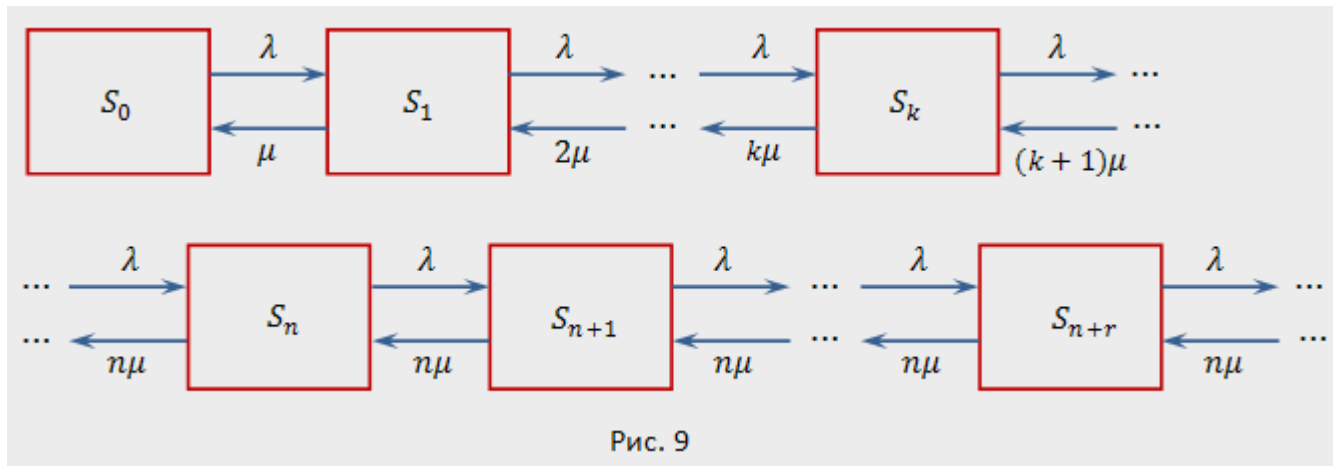 λ λ ... λ λ ...
S₀ S₁ Sₖ
μ 2μ ... kμ (k + 1)μ ...
... λ λ λ ... λ λ ...
Sₙ Sₙ₊₁ Sₙ₊ᵣ
... nμ nμ nμ ... nμ nμ ...
Рис. 9